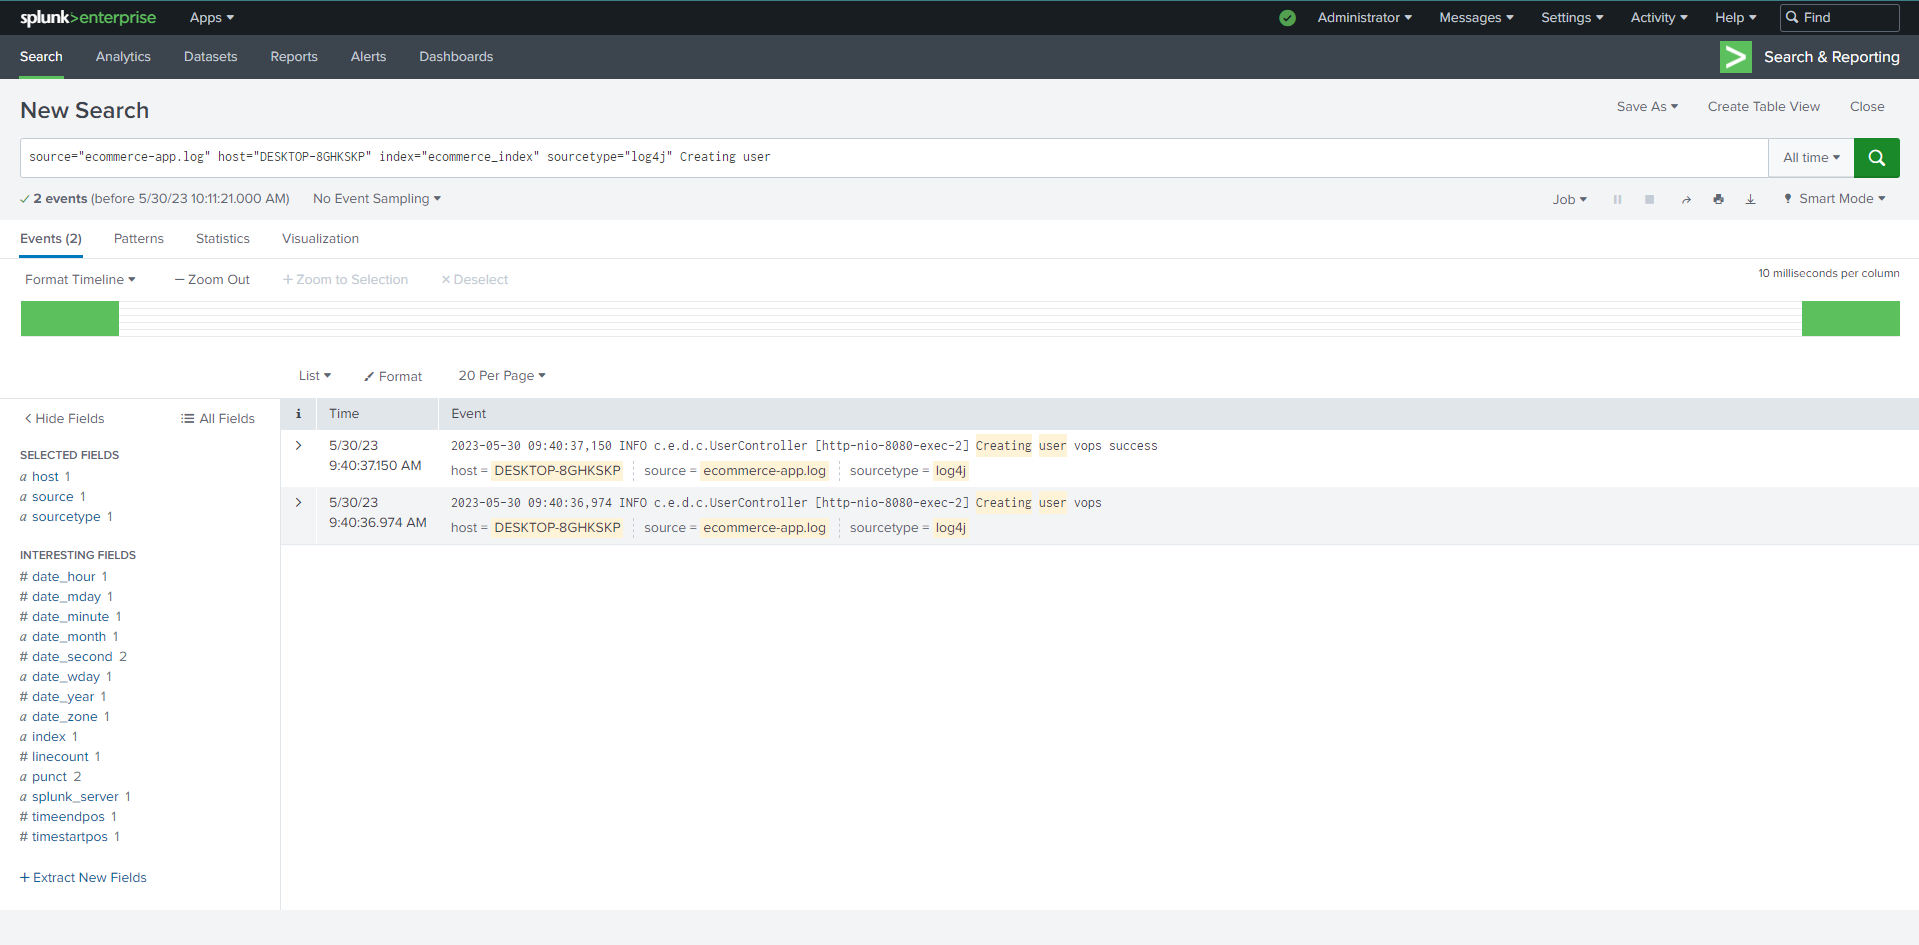 splunk>enterprise Apps Administrator Messages Settings Activity Help Find
Search Analytics Datasets Reports Alerts Dashboards Search & Reporting
New Search Save As Create Table View Close
source="ecommerce-app.log" host="DESKTOP-8GHKSKP" index="ecommerce_index" sourcetype="log4j" Creating user All time
2 events (before 5/30/23 10:11:21.000 AM) No Event Sampling Job Smart Mode
Events (2) Patterns Statistics Visualization
Format Timeline — Zoom Out + Zoom to Selection × Deselect 10 milliseconds per column
List Format 20 Per Page
< Hide Fields All Fields
SELECTED FIELDS
a host 1
a source 1
a sourcetype 1
INTERESTING FIELDS
# date_hour 1
# date_mday 1
# date_minute 1
a date_month 1
# date_second 2
a date_wday 1
# date_year 1
a date_zone 1
a index 1
# linecount 1
a punct 2
a splunk_server 1
# timeendpos 1
# timestartpos 1
+ Extract New Fields
i Time Event
> 5/30/23 2023-05-30 09:40:37,150 INFO c.e.d.c.UserController [http-nio-8080-exec-2] Creating user vops success
9:40:37.150 AM host = DESKTOP-8GHKSKP source = ecommerce-app.log sourcetype = log4j
> 5/30/23 2023-05-30 09:40:36,974 INFO c.e.d.c.UserController [http-nio-8080-exec-2] Creating user vops
9:40:36.974 AM host = DESKTOP-8GHKSKP source = ecommerce-app.log sourcetype = log4j